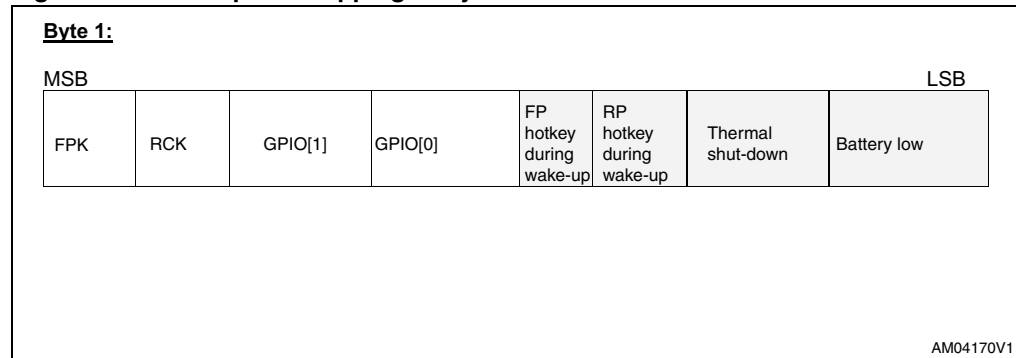 Byte 1:
MSB LSB
FPK RCK GPIO[1] GPIO[0] FP hotkey during wake-up RP hotkey during wake-up Thermal shut-down Battery low
AM04170V1